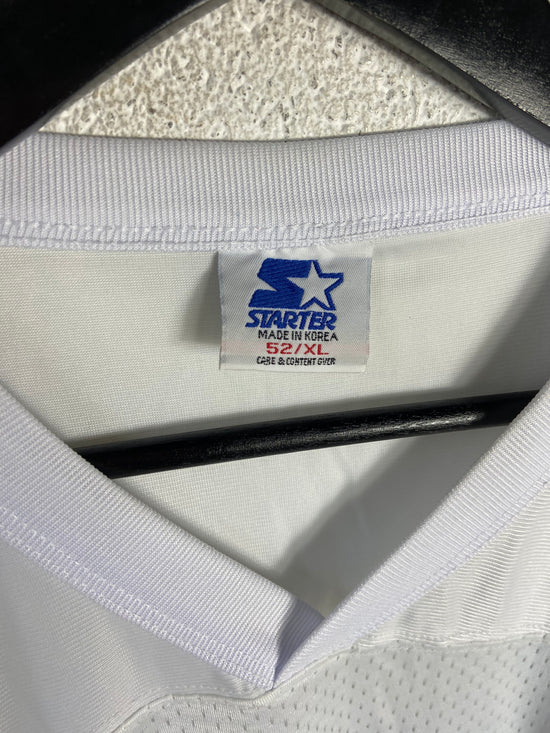 STARTER
MADE IN KOREA
52/XL
CARE & CONTENT OVER